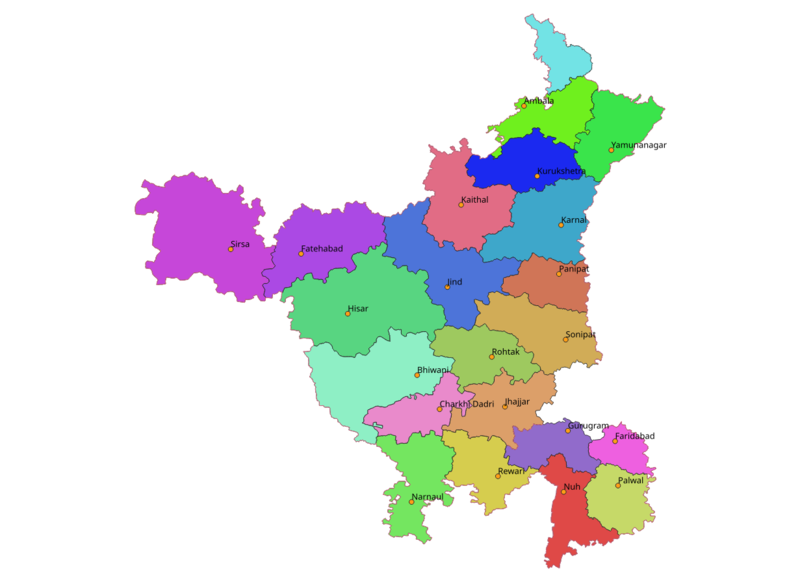 Ambala
Yamunanagar
Kurukshetra
Kaithal
Karnal
Sirsa
Fatehabad
Panipat
Jind
Hisar
Sonipat
Rohtak
Bhiwani
Charkhi Dadri
Jhajjar
Gurugram
Faridabad
Rewari
Palwal
Nuh
Narnaul